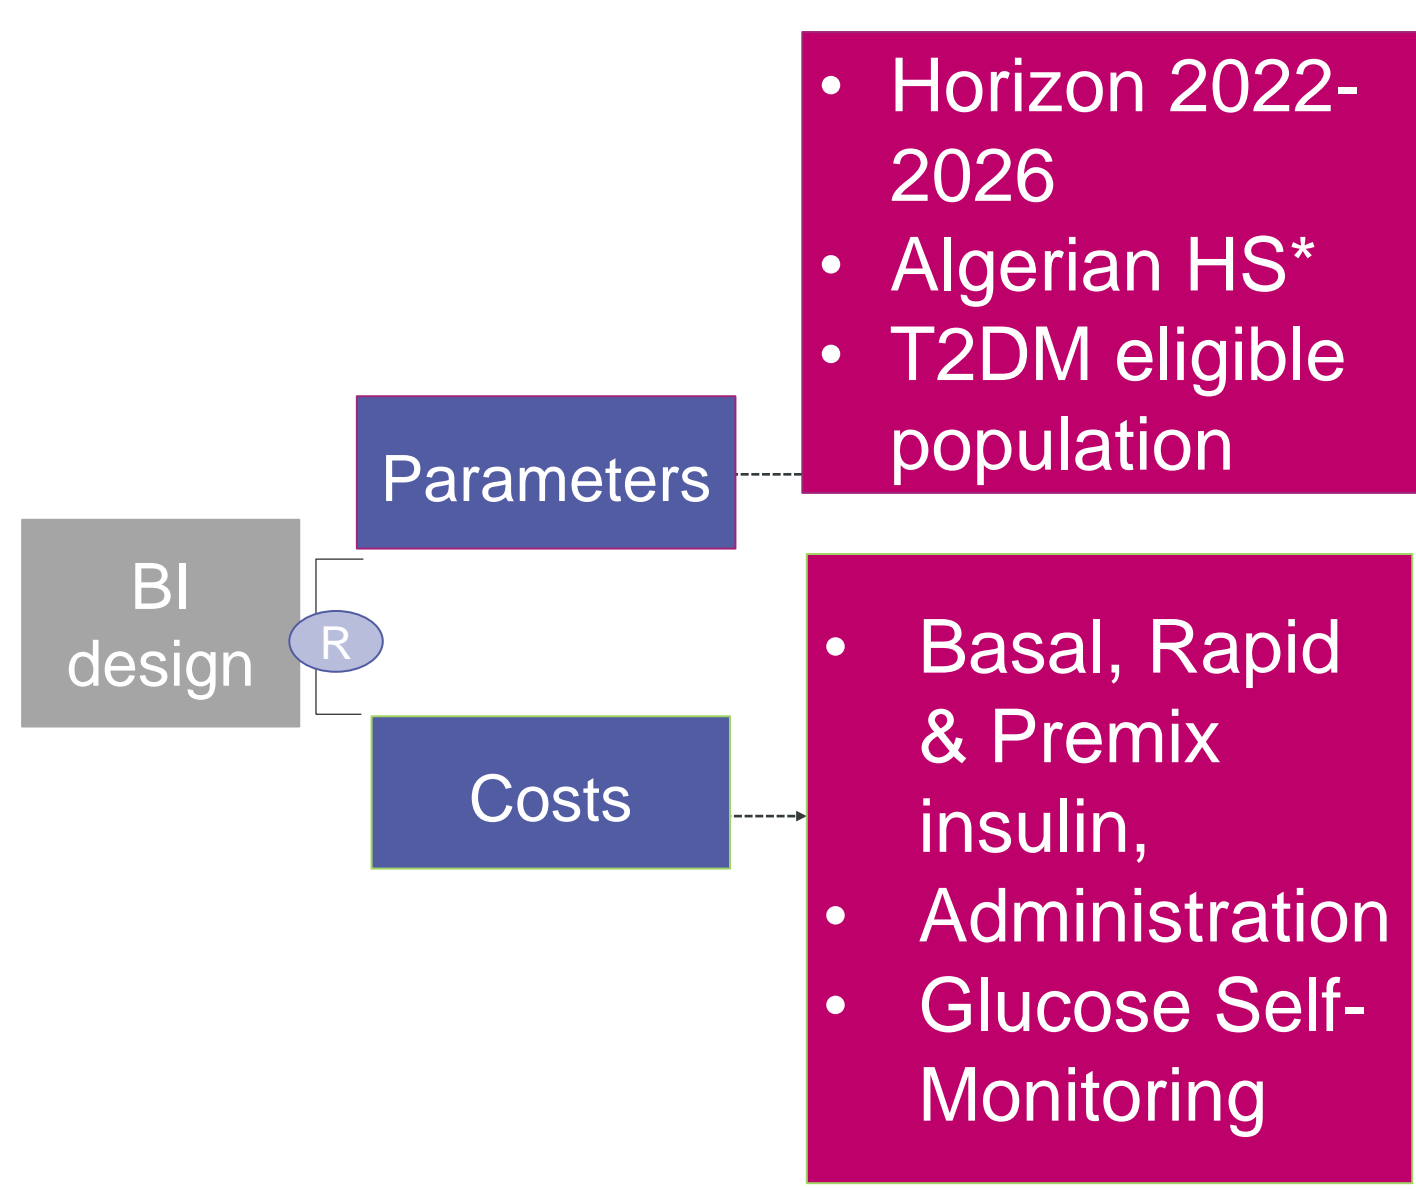 BI
design
R
Parameters
• Horizon 2022-
2026
• Algerian HS*
• T2DM eligible
population
Costs
• Basal, Rapid
& Premix
insulin,
• Administration
• Glucose Self-
Monitoring